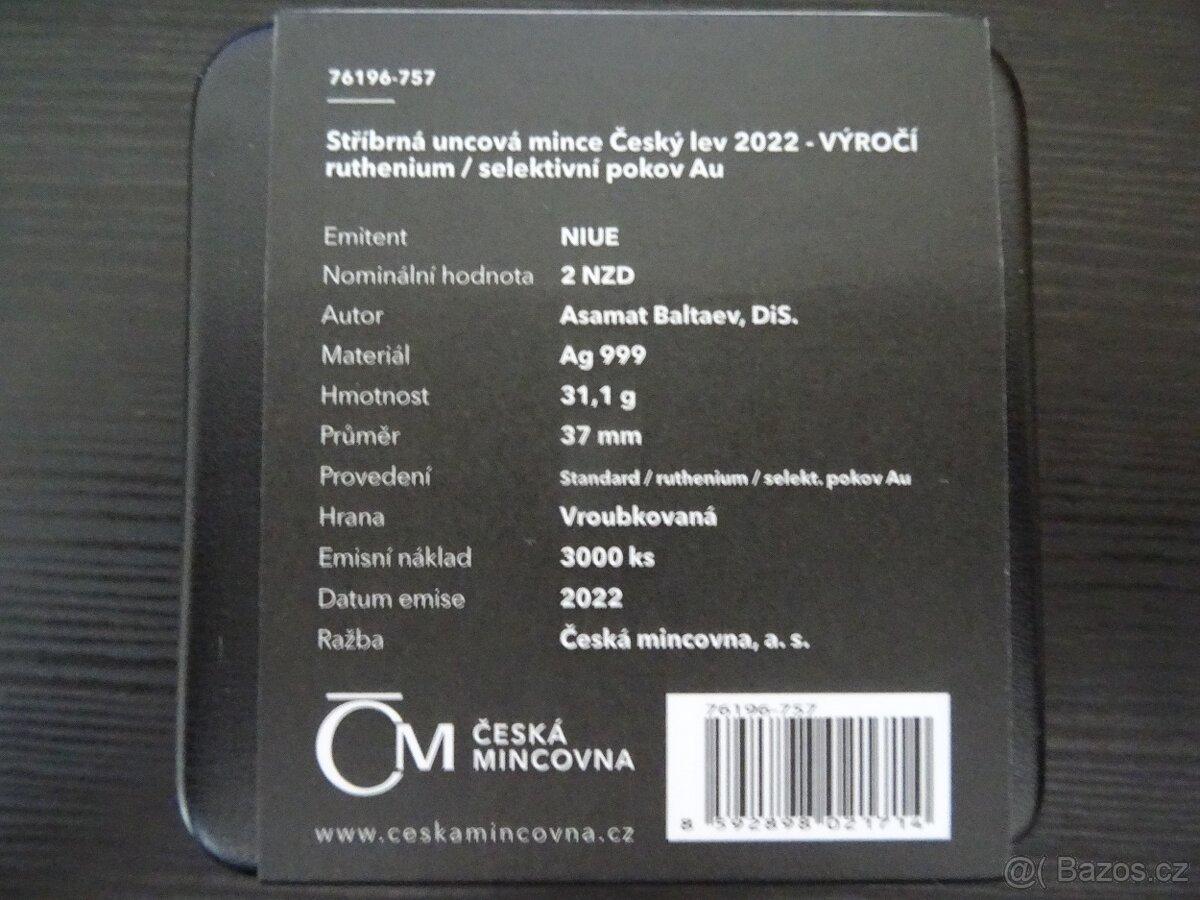 76196-757
Stříbrná uncová mince Český lev 2022 - VÝROČÍ
ruthenium / selektivní pokov Au
Emitent NIUE
Nominální hodnota 2 NZD
Autor Asamat Baltaev, DiS.
Materiál Ag 999
Hmotnost 31,1 g
Průměr 37 mm
Provedení Standard / ruthenium / selekt. pokov Au
Hrana Vroubkovaná
Emisní náklad 3000 ks
Datum emise 2022
Ražba Česká mincovna, a. s.
ČM ČESKÁ
MINCOVNA
www.ceskamincovna.cz
76196-757
8 592898 021714
@( Bazos.cz